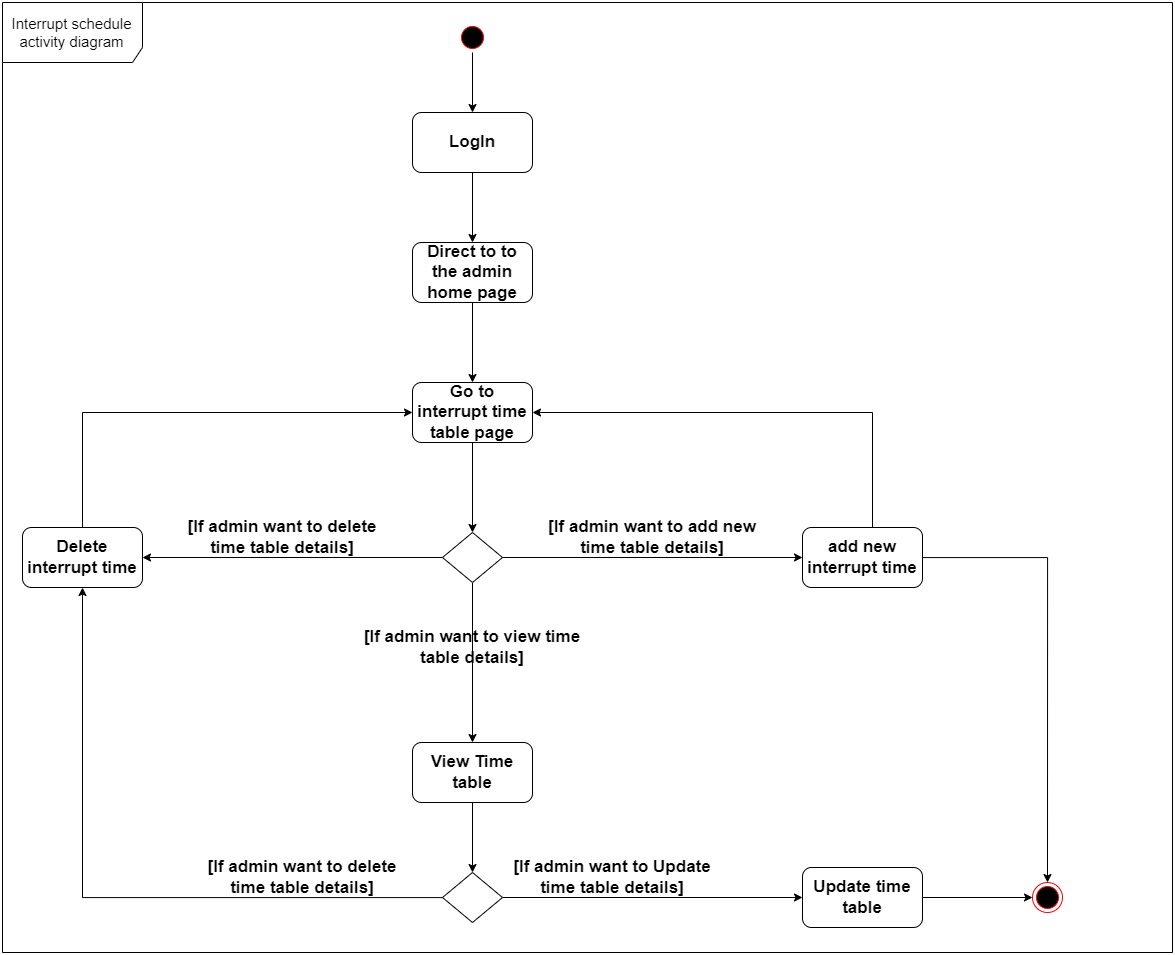 Interrupt schedule
activity diagram
LogIn
Direct to to
the admin
home page
Go to
interrupt time
table page
[If admin want to delete
time table details]
[If admin want to add new
time table details]
Delete
interrupt time
add new
interrupt time
[If admin want to view time
table details]
View Time
table
[If admin want to delete
time table details]
[If admin want to Update
time table details]
Update time
table